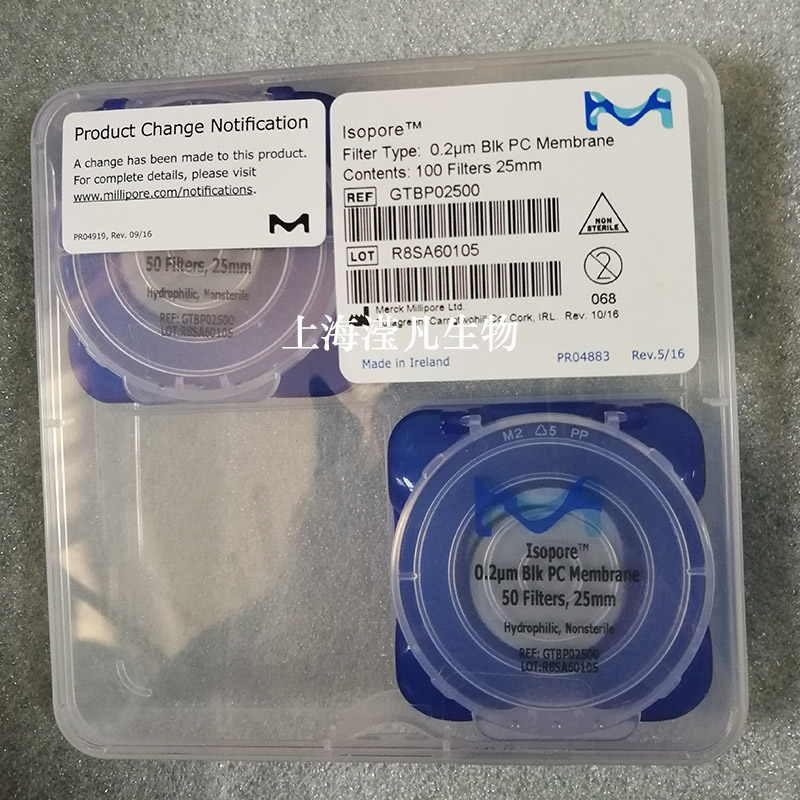 Product Change Notification
A change has been made to this product.
For complete details, please visit
www.millipore.com/notifications.
PR04919, Rev. 09/16
50 Filters, 25mm
Hydrophilic, Nonsterile
REF: GTBP02500
LOT:R8SA60105
Isopore™
Filter Type: 0.2µm Blk PC Membrane
Contents: 100 Filters 25mm
REF GTBP02500
LOT R8SA60105
NON
STERILE
2
068
Merck Millipore Ltd.
Cork, IRL. Rev. 10/16
上海滢凡生物
Made in Ireland PR04883 Rev.5/16
M2 5 PP
Isopore™
0.2µm Blk PC Membrane
50 Filters, 25mm
Hydrophilic, Nonsterile
REF: GTBP02500
LOT:R8SA60105